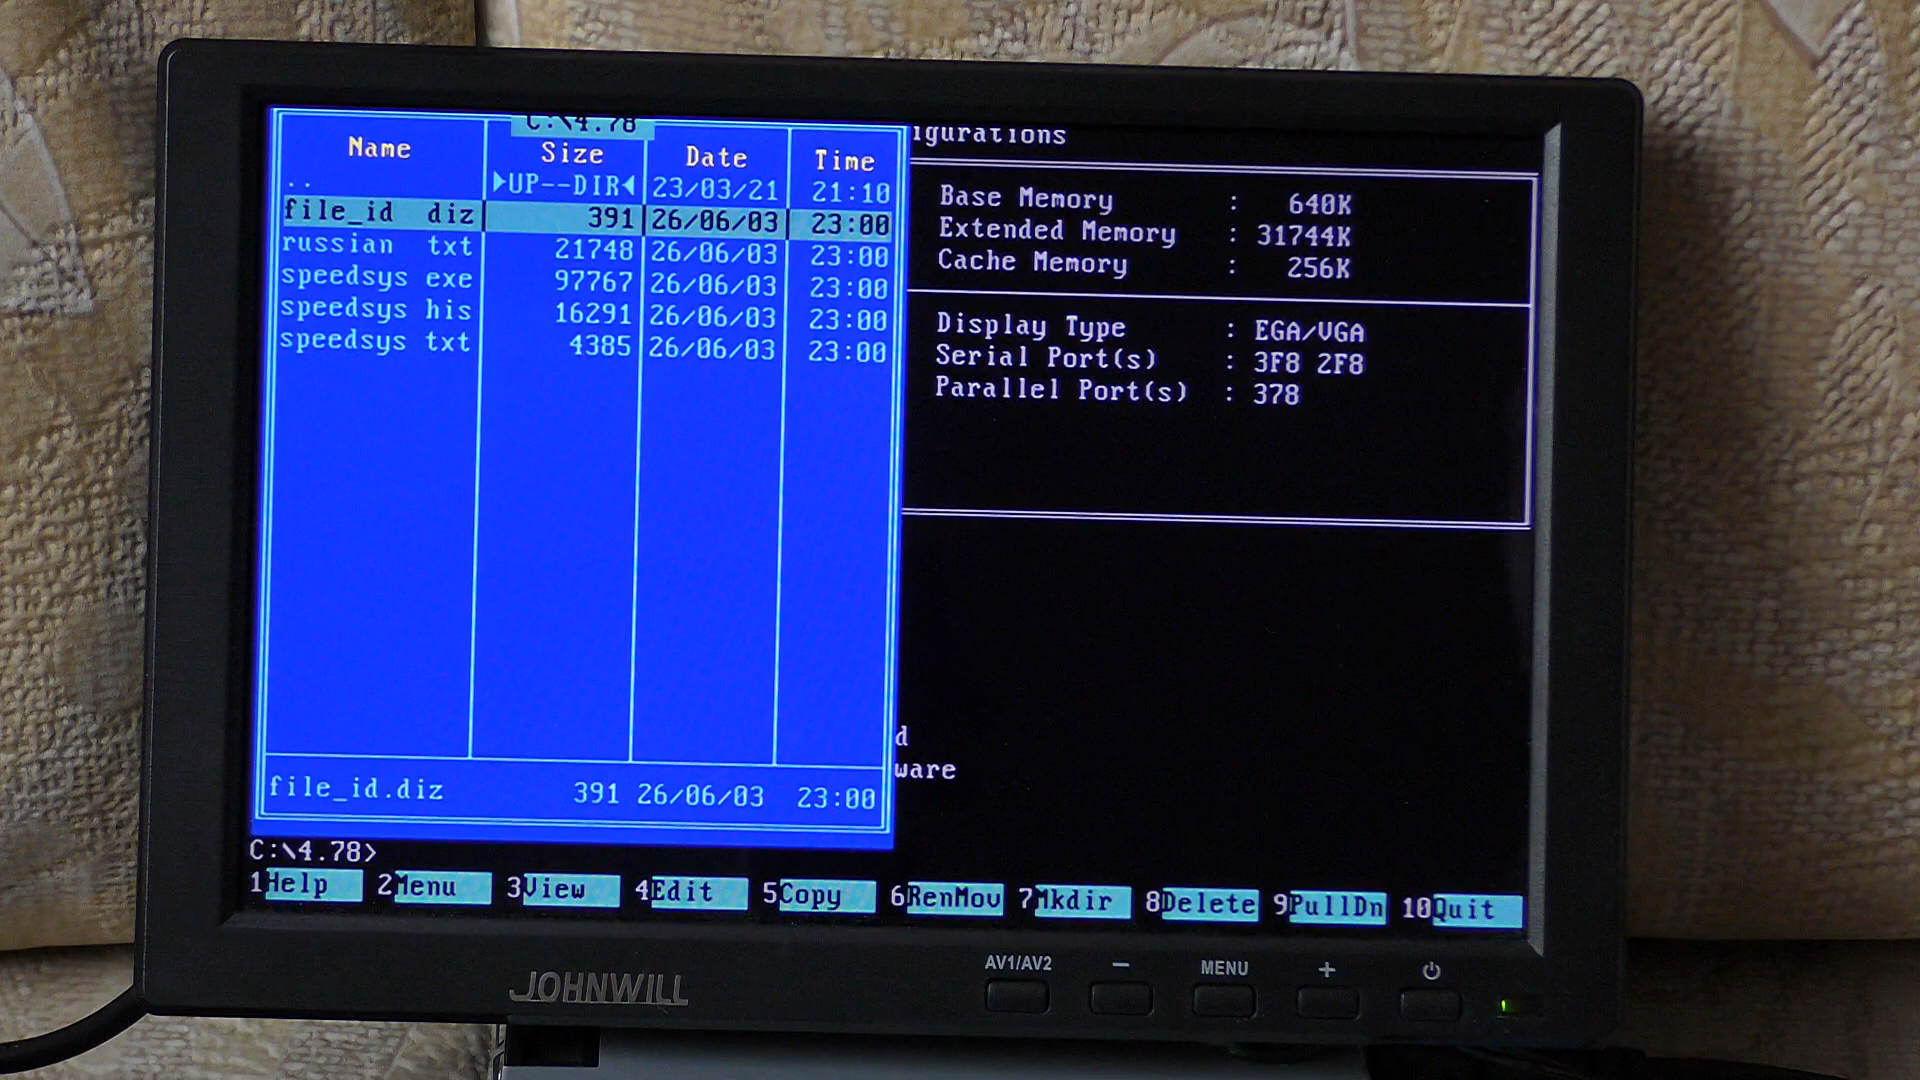 C:\4.78
Name Size Date Time
.. ►UP--DIR◄ 23/03/21 21:10
file_id diz 391 26/06/03 23:00
russian txt 21748 26/06/03 23:00
speedsys exe 97767 26/06/03 23:00
speedsys his 16291 26/06/03 23:00
speedsys txt 4385 26/06/03 23:00
file_id.diz 391 26/06/03 23:00
igurations
Base Memory : 640K
Extended Memory : 31744K
Cache Memory : 256K
Display Type : EGA/VGA
Serial Port(s) : 3F8 2F8
Parallel Port(s) : 378
d
ware
C:\4.78>
1Help 2Menu 3View 4Edit 5Copy 6RenMov 7Mkdir 8Delete 9PullDn 10Quit
AV1/AV2 − MENU +
JOHNWILL